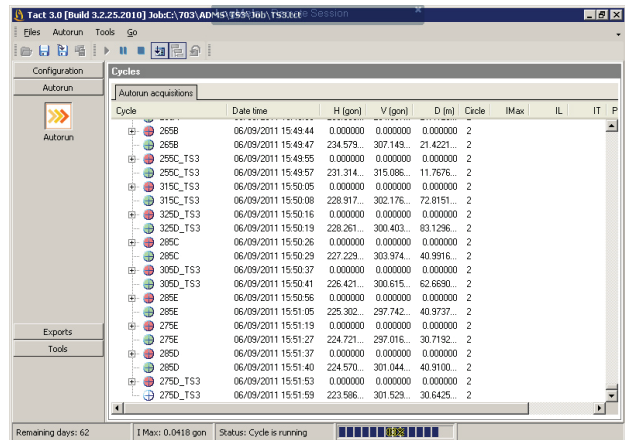 Tact 3.0 [Build 3.2.25.2010] Job:C:\703\ADMS\TS3\Job\TS3.tct
Session
Files Autorun Tools Go
Configuration
Autorun
Autorun
Exports
Tools
Cycles
Autorun acquisitions
Cycle Date time H (gon) V (gon) D (m) Circle IMax IL IT P
265B 06/09/2011 15:49:44 0.000000 0.000000 0.000000 2
265B 06/09/2011 15:49:47 234.579... 307.149... 21.4221... 2
255C_TS3 06/09/2011 15:49:55 0.000000 0.000000 0.000000 2
255C_TS3 06/09/2011 15:49:57 231.314... 315.086... 11.7676... 2
315C_TS3 06/09/2011 15:50:05 0.000000 0.000000 0.000000 2
315C_TS3 06/09/2011 15:50:08 228.917... 302.176... 72.8151... 2
325D_TS3 06/09/2011 15:50:16 0.000000 0.000000 0.000000 2
325D_TS3 06/09/2011 15:50:19 228.261... 300.403... 83.1296... 2
285C 06/09/2011 15:50:26 0.000000 0.000000 0.000000 2
285C 06/09/2011 15:50:29 227.229... 303.974... 40.9916... 2
305D_TS3 06/09/2011 15:50:37 0.000000 0.000000 0.000000 2
305D_TS3 06/09/2011 15:50:41 226.421... 300.615... 62.6690... 2
285E 06/09/2011 15:50:56 0.000000 0.000000 0.000000 2
285E 06/09/2011 15:51:05 225.302... 297.742... 40.9737... 2
275E 06/09/2011 15:51:19 0.000000 0.000000 0.000000 2
275E 06/09/2011 15:51:27 224.721... 297.016... 30.7192... 2
285D 06/09/2011 15:51:37 0.000000 0.000000 0.000000 2
285D 06/09/2011 15:51:40 224.570... 301.044... 40.9100... 2
275D_TS3 06/09/2011 15:51:53 0.000000 0.000000 0.000000 2
275D_TS3 06/09/2011 15:51:59 223.586... 301.529... 30.6425... 2
Remaining days: 62 I Max: 0.0418 gon Status: Cycle is running